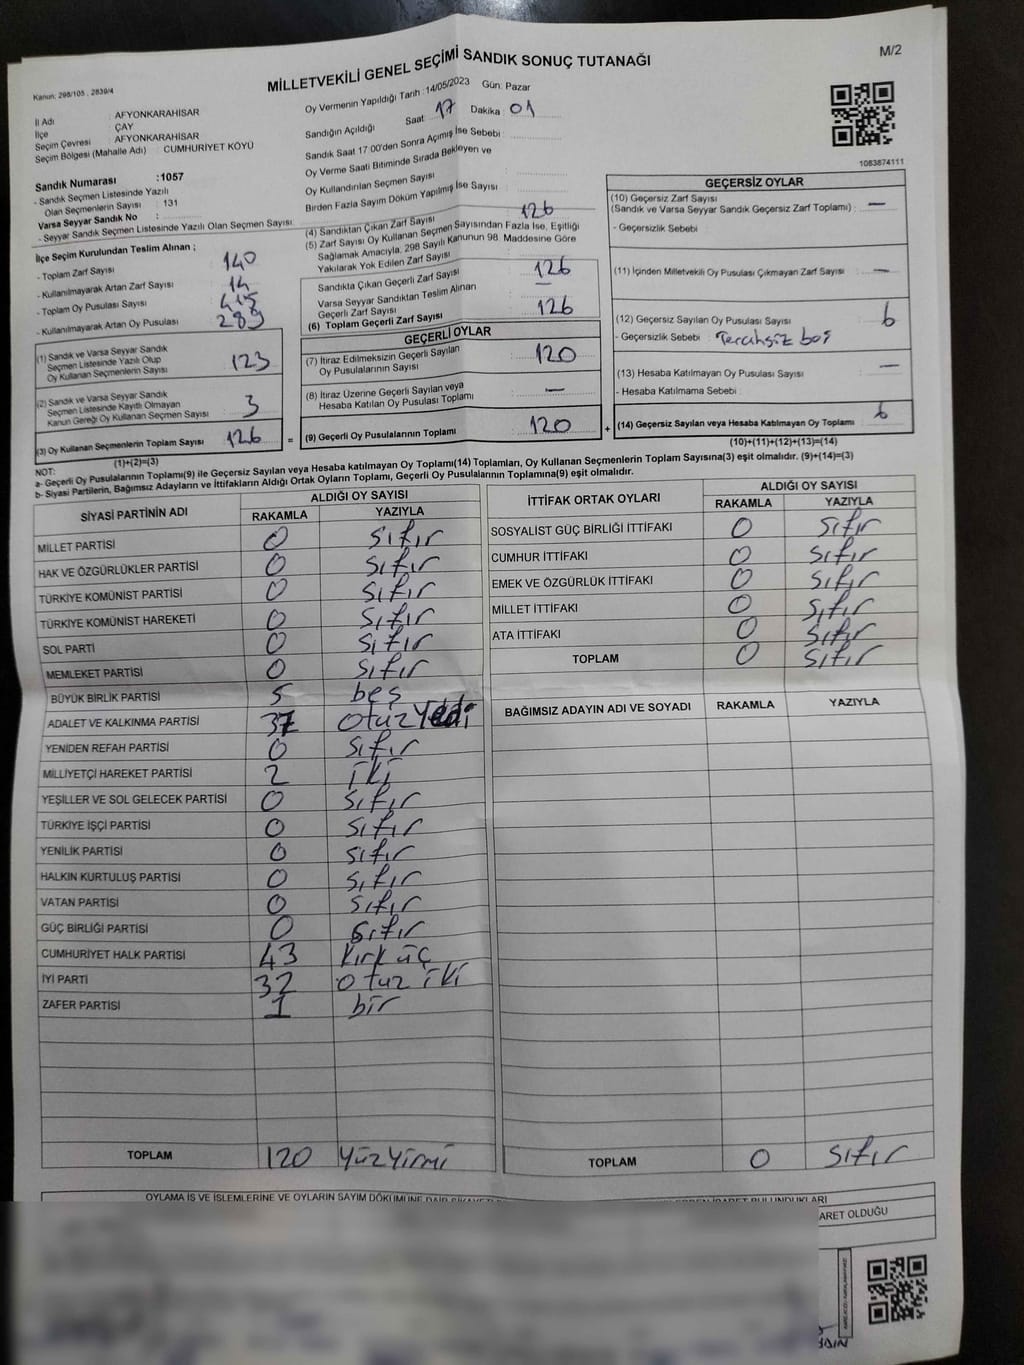 MİLLETVEKİLİ GENEL SEÇİMİ SANDIK SONUÇ TUTANAĞI
M/2
Kanun: 298/105 , 2839/4
İl Adı : AFYONKARAHİSAR
İlçe : ÇAY
Seçim Çevresi : AFYONKARAHİSAR
Seçim Bölgesi (Mahalle Adı) : CUMHURİYET KÖYÜ
Sandık Numarası :1057
- Sandık Seçmen Listesinde Yazılı
Olan Seçmenlerin Sayısı : 131
Varsa Seyyar Sandık No :
- Seyyar Sandık Seçmen Listesinde Yazılı Olan Seçmen Sayısı
Oy Vermenin Yapıldığı Tarih :14/05/2023 Gün: Pazar
Sandığın Açıldığı Saat : 17 Dakika : 01
Sandık Saat 17.00'den Sonra Açımış İse Sebebi :
Oy Verme Saati Bitiminde Sırada Bekleyen ve
Oy Kullandırılan Seçmen Sayısı
Birden Fazla Sayım Döküm Yapılmış İse Sayısı
1083874111
İlçe Seçim Kurulundan Teslim Alınan ;
- Toplam Zarf Sayısı : 140
- Kullanılmayarak Artan Zarf Sayısı : 14
- Toplam Oy Pusulası Sayısı : 415
- Kullanılmayarak Artan Oy Pusulası : 289
(1) Sandık ve Varsa Seyyar Sandık
Seçmen Listesinde Yazılı Olup
Oy Kullanan Seçmenlerin Sayısı : 123
(2) Sandık ve Varsa Seyyar Sandık
Seçmen Listesinde Kayıtlı Olmayan
Kanun Gereği Oy Kullanan Seçmen Sayısı : 3
(3) Oy Kullanan Seçmenlerin Toplam Sayısı : 126 =
(1)+(2)=(3)
(4) Sandıktan Çıkan Zarf Sayısı 126
(5) Zarf Sayısı Oy Kullanan Seçmen Sayısından Fazla İse, Eşitliği
Sağlamak Amacıyla, 298 Sayılı Kanunun 98. Maddesine Göre
Yakılarak Yok Edilen Zarf Sayısı
Sandıkta Çıkan Geçerli Zarf Sayısı : 126
Varsa Seyyar Sandıktan Teslim Alınan
Geçerli Zarf Sayısı : —
(6) Toplam Geçerli Zarf Sayısı : 126
GEÇERLİ OYLAR
(7) İtiraz Edilmeksizin Geçerli Sayılan
Oy Pusulalarının Sayısı : 120
(8) İtiraz Üzerine Geçerli Sayılan veya
Hesaba Katılan Oy Pusulası Toplamı : —
(9) Geçerli Oy Pusulalarının Toplamı : 120 +
GEÇERSİZ OYLAR
(10) Geçersiz Zarf Sayısı
(Sandık ve Varsa Seyyar Sandık Geçersiz Zarf Toplamı) : —
- Geçersizlik Sebebi :
(11) İçinden Milletvekili Oy Pusulası Çıkmayan Zarf Sayısı : —
(12) Geçersiz Sayılan Oy Pusulası Sayısı : 6
- Geçersizlik Sebebi : Tercihsiz boş
(13) Hesaba Katılmayan Oy Pusulası Sayısı : —
- Hesaba Katılmama Sebebi :
(14) Geçersiz Sayılan veya Hesaba Katılmayan Oy Toplamı : 6
(10)+(11)+(12)+(13)=(14)
NOT:
a- Geçerli Oy Pusulalarının Toplamı(9) ile Geçersiz Sayılan veya Hesaba katılmayan Oy Toplamı(14) Toplamları, Oy Kullanan Seçmenlerin Toplam Sayısına(3) eşit olmalıdır. (9)+(14)=(3)
b- Siyasi Partilerin, Bağımsız Adayların ve İttifakların Aldığı Ortak Oyların Toplamı, Geçerli Oy Pusulalarının Toplamına(9) eşit olmalıdır.
SİYASİ PARTİNİN ADI ALDIĞI OY SAYISI
RAKAMLA YAZIYLA
MİLLET PARTİSİ 0 sıfır
HAK VE ÖZGÜRLÜKLER PARTİSİ 0 sıfır
TÜRKİYE KOMÜNİST PARTİSİ 0 sıfır
TÜRKİYE KOMÜNİST HAREKETİ 0 sıfır
SOL PARTİ 0 sıfır
MEMLEKET PARTİSİ 0 sıfır
BÜYÜK BİRLİK PARTİSİ 5 beş
ADALET VE KALKINMA PARTİSİ 37 otuz yedi
YENİDEN REFAH PARTİSİ 0 sıfır
MİLLİYETÇİ HAREKET PARTİSİ 2 iki
YEŞİLLER VE SOL GELECEK PARTİSİ 0 sıfır
TÜRKİYE İŞÇİ PARTİSİ 0 sıfır
YENİLİK PARTİSİ 0 sıfır
HALKIN KURTULUŞ PARTİSİ 0 sıfır
VATAN PARTİSİ 0 sıfır
GÜÇ BİRLİĞİ PARTİSİ 0 sıfır
CUMHURİYET HALK PARTİSİ 43 kırk üç
İYİ PARTİ 32 otuz iki
ZAFER PARTİSİ 1 bir
TOPLAM 120 yüzyirmi
İTTİFAK ORTAK OYLARI ALDIĞI OY SAYISI
RAKAMLA YAZIYLA
SOSYALİST GÜÇ BİRLİĞİ İTTİFAKI 0 sıfır
CUMHUR İTTİFAKI 0 sıfır
EMEK VE ÖZGÜRLÜK İTTİFAKI 0 sıfır
MİLLET İTTİFAKI 0 sıfır
ATA İTTİFAKI 0 sıfır
TOPLAM 0 sıfır
BAĞIMSIZ ADAYIN ADI VE SOYADI RAKAMLA YAZIYLA
TOPLAM 0 sıfır
OYLAMA İŞ VE İŞLEMLERİNE VE OYLARIN SAYIM DÖKÜMÜNE DAİR
ARET OLDUĞU